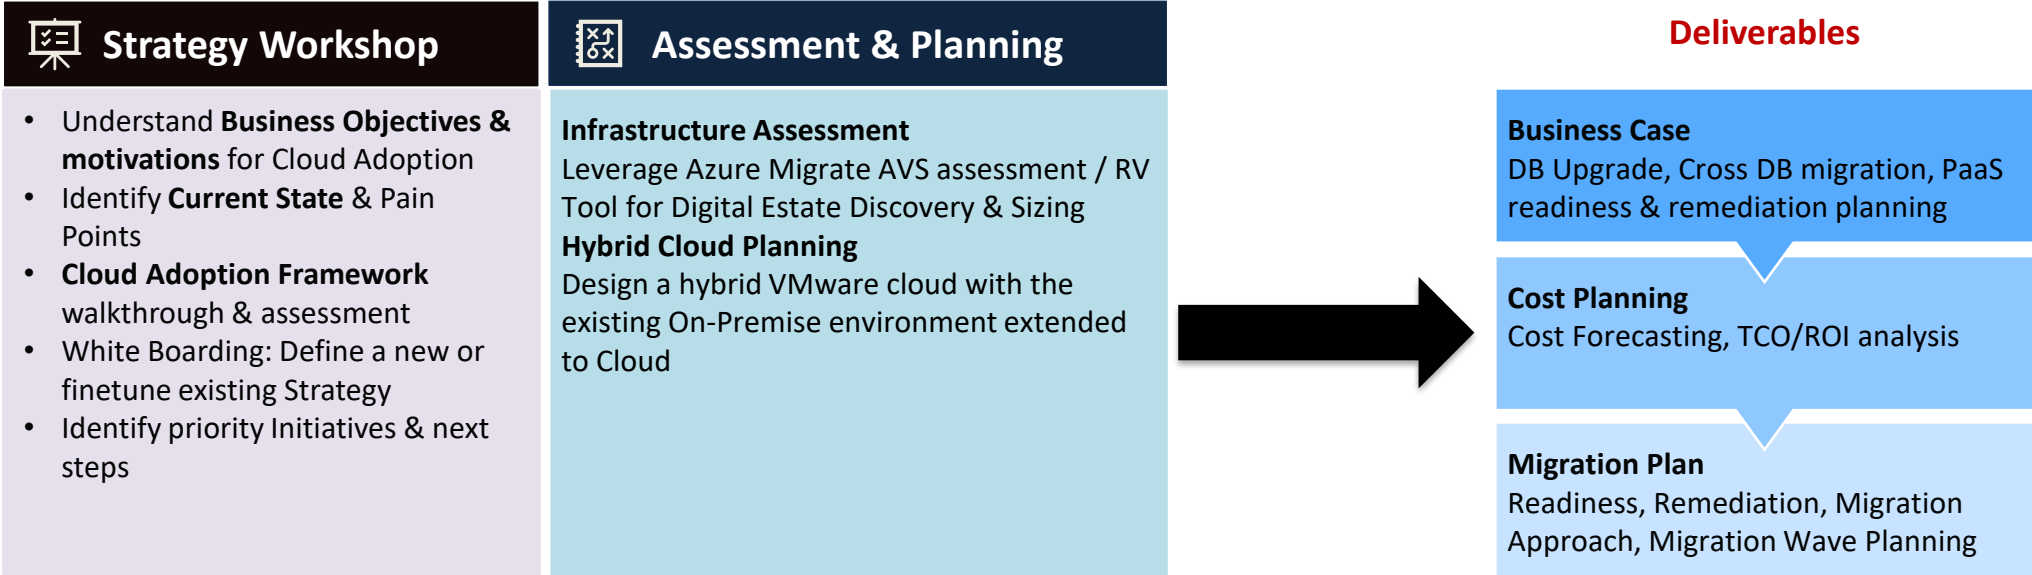 Strategy Workshop
• Understand Business Objectives &
motivations for Cloud Adoption
• Identify Current State & Pain
Points
• Cloud Adoption Framework
walkthrough & assessment
• White Boarding: Define a new or
finetune existing Strategy
• Identify priority Initiatives & next
steps
Assessment & Planning
Infrastructure Assessment
Leverage Azure Migrate AVS assessment / RV
Tool for Digital Estate Discovery & Sizing
Hybrid Cloud Planning
Design a hybrid VMware cloud with the
existing On-Premise environment extended
to Cloud
Deliverables
Business Case
DB Upgrade, Cross DB migration, PaaS
readiness & remediation planning
Cost Planning
Cost Forecasting, TCO/ROI analysis
Migration Plan
Readiness, Remediation, Migration
Approach, Migration Wave Planning